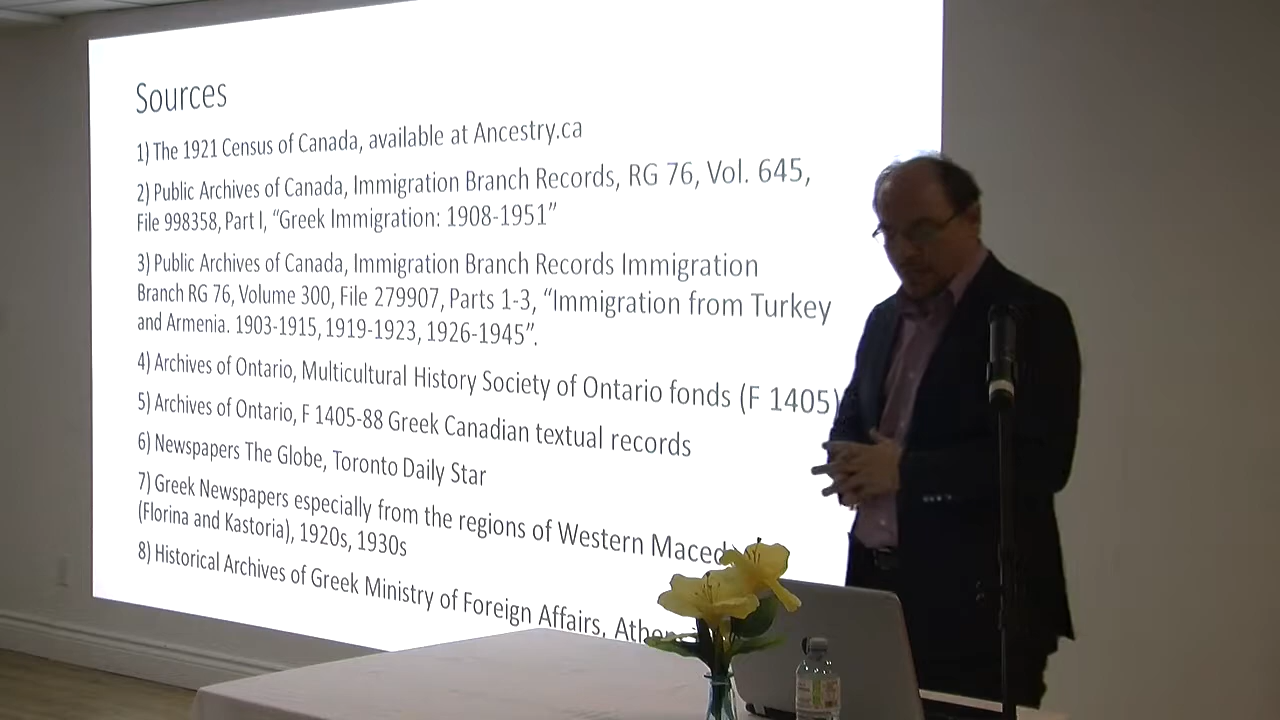 Sources
1) The 1921 Census of Canada, available at Ancestry.ca
2) Public Archives of Canada, Immigration Branch Records, RG 76, Vol. 645,
File 998358, Part I, “Greek Immigration: 1908-1951”
3) Public Archives of Canada, Immigration Branch Records Immigration
Branch RG 76, Volume 300, File 279907, Parts 1-3, “Immigration from Turkey
and Armenia. 1903-1915, 1919-1923, 1926-1945”.
4) Archives of Ontario, Multicultural History Society of Ontario fonds (F 1405)
5) Archives of Ontario, F 1405-88 Greek Canadian textual records
6) Newspapers The Globe, Toronto Daily Star
7) Greek Newspapers especially from the regions of Western
(Florina and Kastoria), 1920s, 1930s
8) Historical Archives of Greek Ministry of Foreign Affairs,